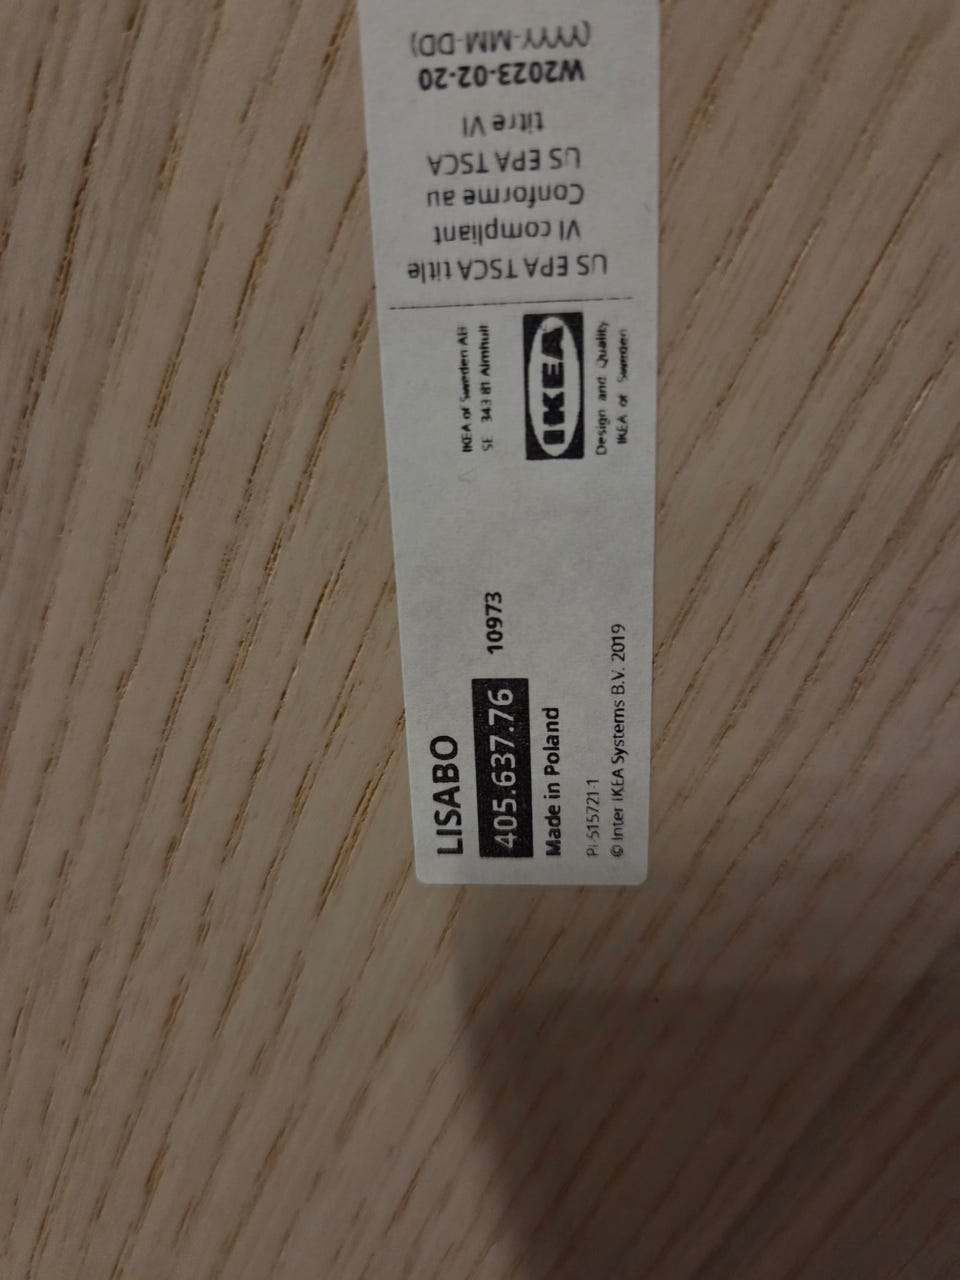 LISABO
405.637.76 10973
Made in Poland
PI-515721-1
© Inter IKEA Systems B.V. 2019
IKEA of Sweden AB
SE 343 81 Älmhult
IKEA
Design and Quality
IKEA of Sweden
US EPA TSCA title
VI compliant
Conforme au
US EPA TSCA
titre VI
W2023-02-20
(YYYY-MM-DD)